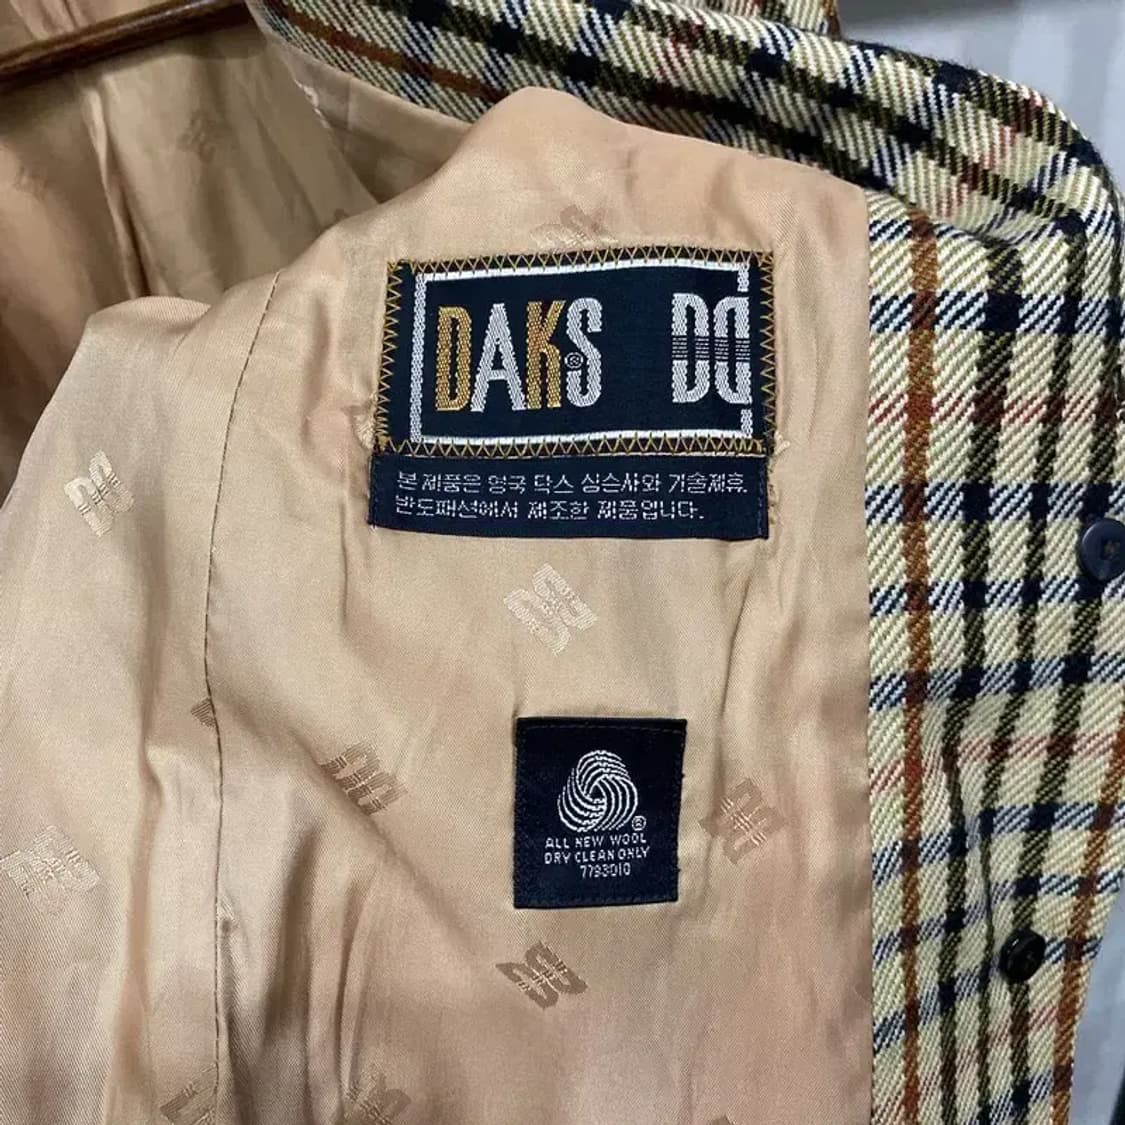 DAKS DD
본 제품은 영국 닥스 심슨사와 기술제휴.
반도패션에서 제조한 제품입니다.
ALL NEW WOOL
DRY CLEAN ONLY
7793010